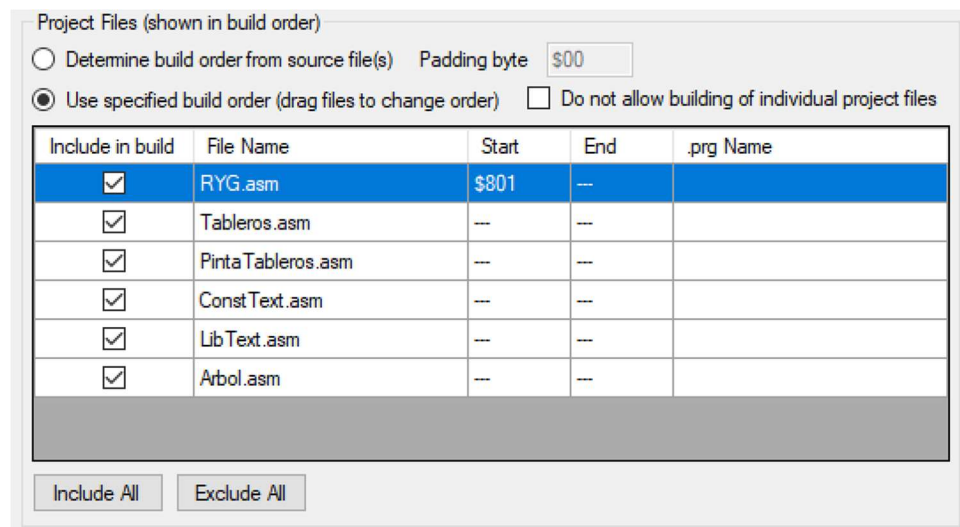 Project Files (shown in build order)
Determine build order from source file(s) Padding byte $00
Use specified build order (drag files to change order) Do not allow building of individual project files
Include in build File Name Start End .prg Name
RYG.asm $801 ---
Tableros.asm --- ---
PintaTableros.asm --- ---
ConstText.asm --- ---
LibText.asm --- ---
Arbol.asm --- ---
Include All Exclude All